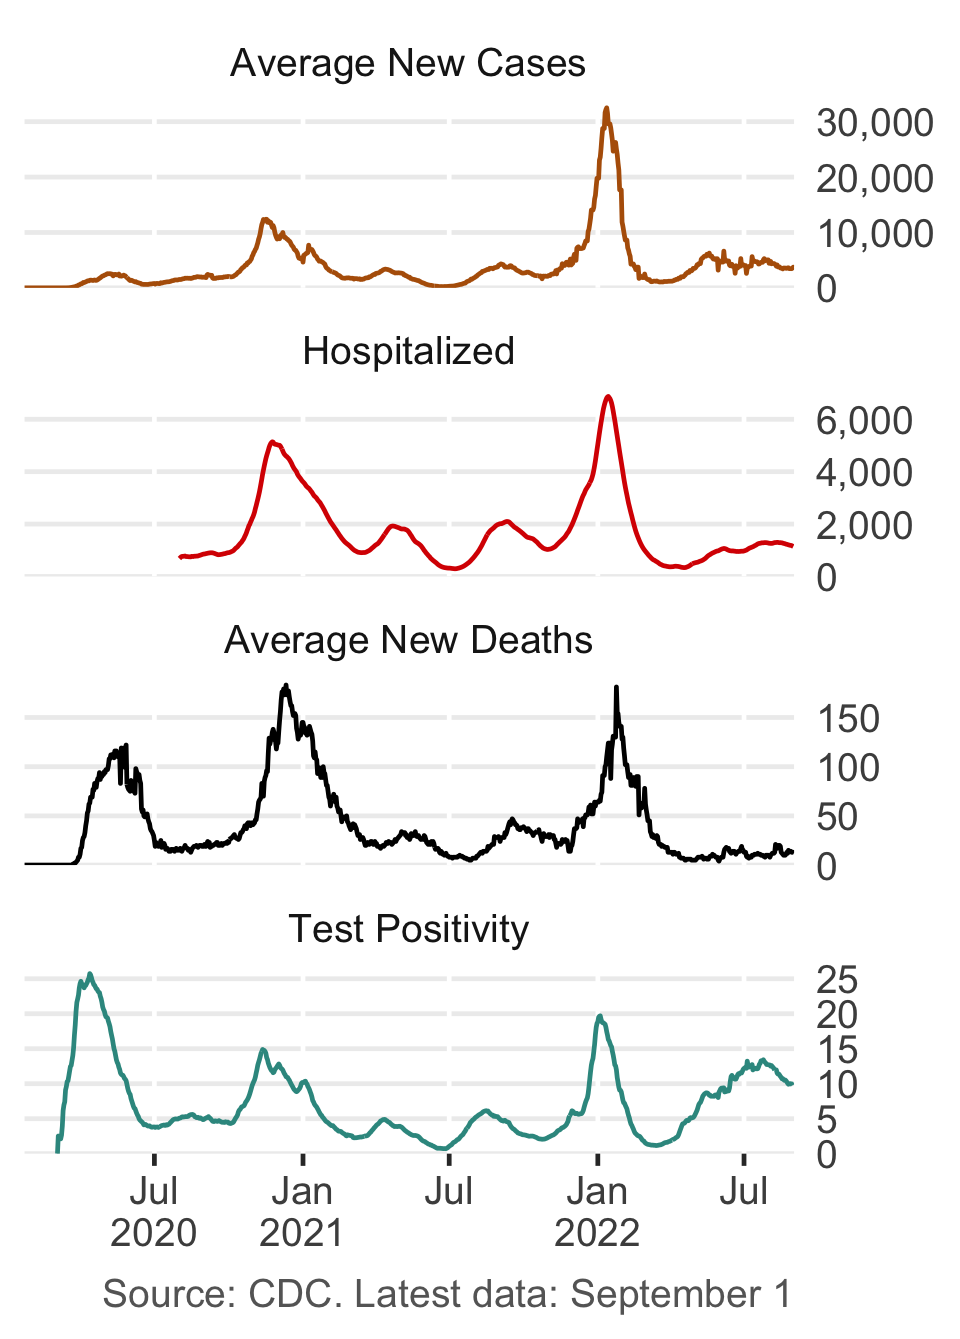 Average New Cases
30,000
20,000
10,000
0
Hospitalized
6,000
4,000
2,000
0
Average New Deaths
150
100
50
0
Test Positivity
25
20
15
10
5
0
Jul Jan Jul Jan Jul
2020 2021 2022
Source: CDC. Latest data: September 1